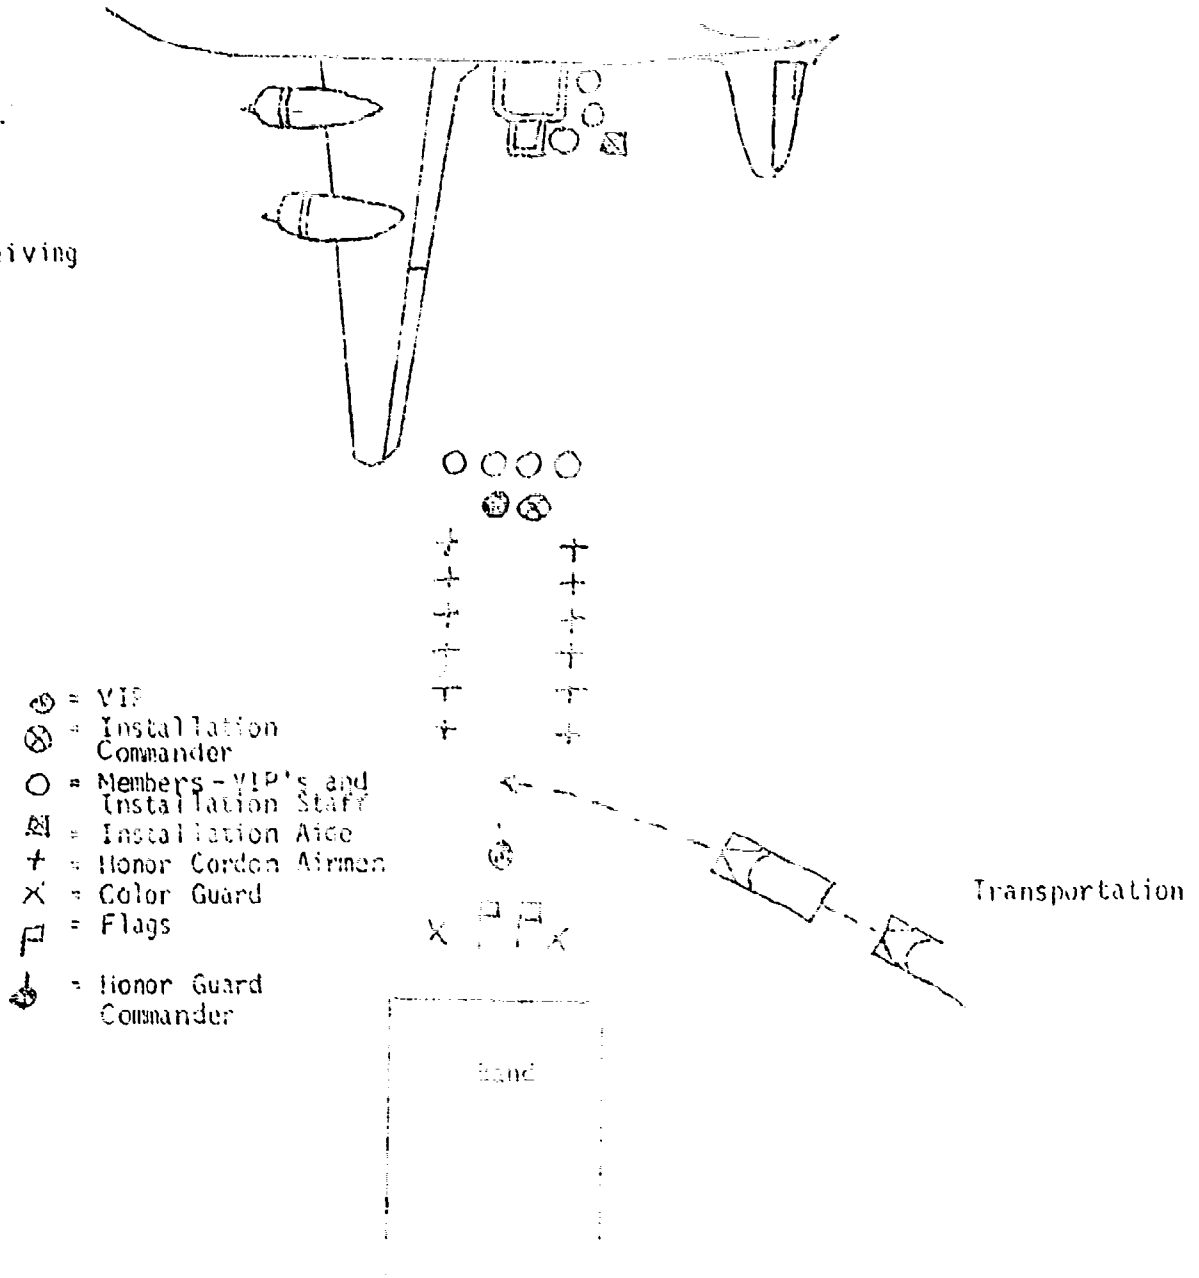 eiving
= VIP
= Installation
Commander
= Members - VIP's and
Installation Staff
= Installation Aide
= Honor Cordon Airmen
= Color Guard
= Flags
= Honor Guard
Commander
Transportation
Band